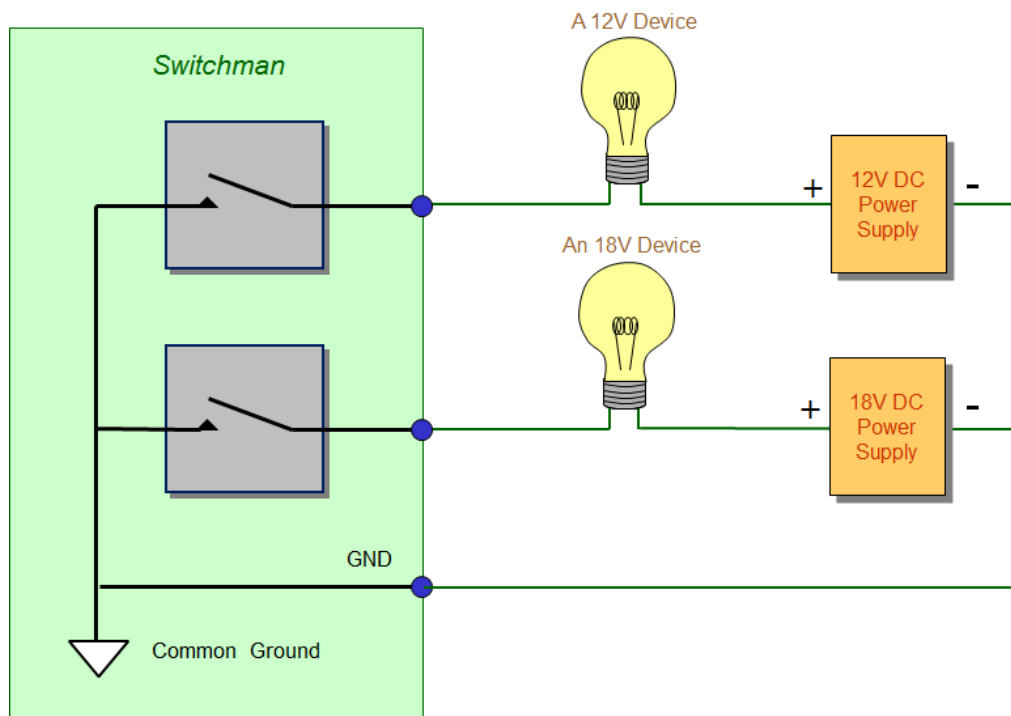 A 12V Device
Switchman
+
12V DC
Power
Supply
-
An 18V Device
+
18V DC
Power
Supply
-
GND
Common Ground